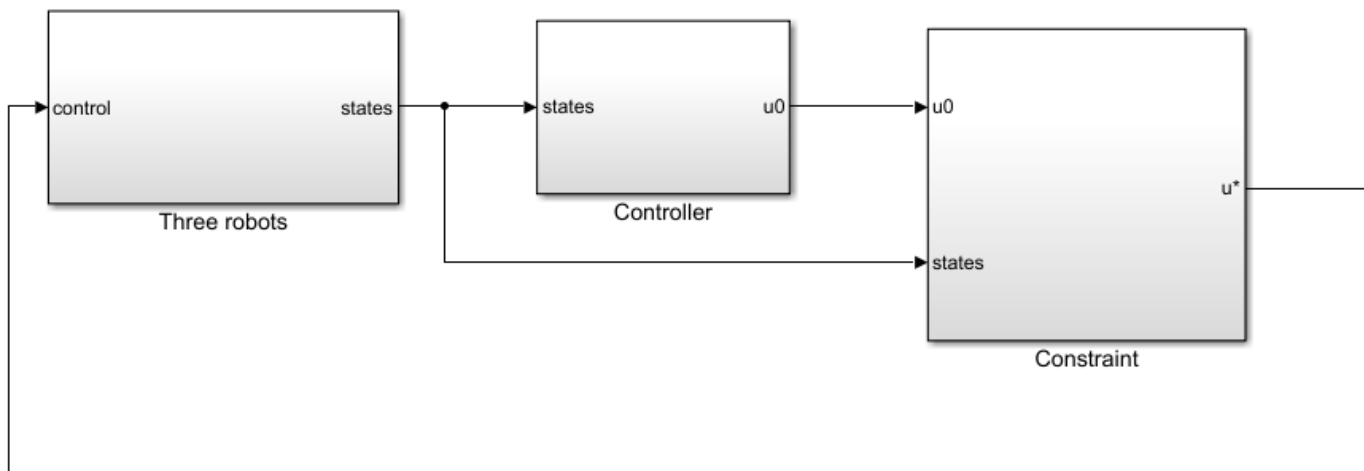 control
states
Three robots
states
u0
Controller
u0
states
u*
Constraint